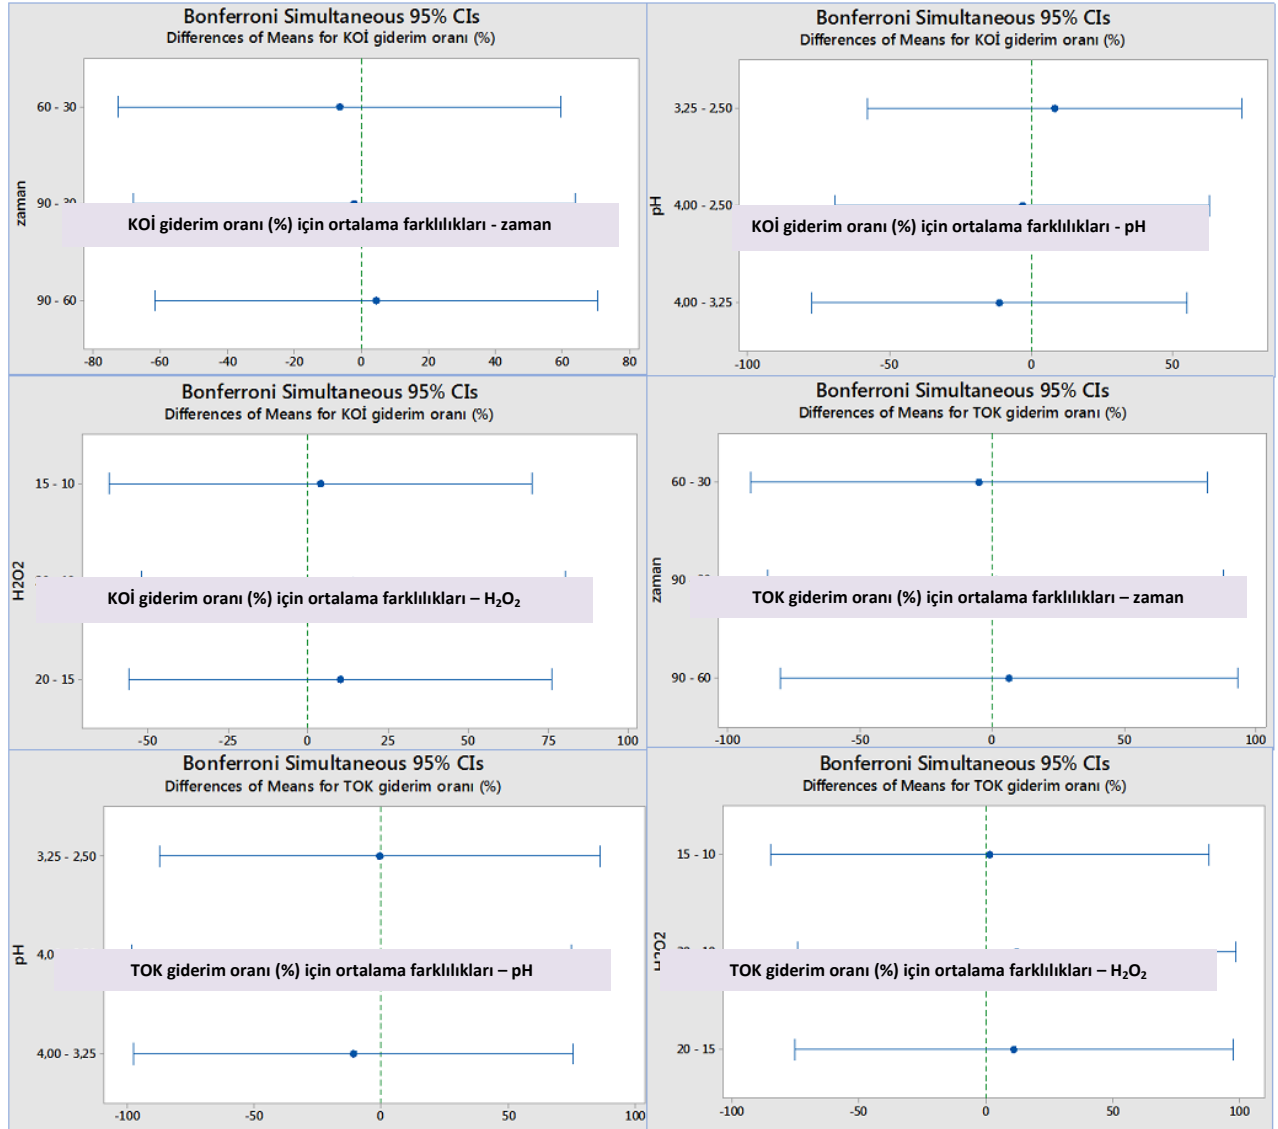 Bonferroni Simultaneous 95% CIs
Differences of Means for KOİ giderim oranı (%)
zaman
60 - 30
90 - 30
90 - 60
KOİ giderim oranı (%) için ortalama farklılıkları - zaman
-80 -60 -40 -20 0 20 40 60 80
Bonferroni Simultaneous 95% CIs
Differences of Means for KOİ giderim oranı (%)
pH
3,25 - 2,50
4,00 - 2,50
KOİ giderim oranı (%) için ortalama farklılıkları - pH
4,00 - 3,25
-100 -50 0 50
Bonferroni Simultaneous 95% CIs
Differences of Means for KOİ giderim oranı (%)
H2O2
15 - 10
KOİ giderim oranı (%) için ortalama farklılıkları – H₂O₂
20 - 15
-50 -25 0 25 50 75 100
Bonferroni Simultaneous 95% CIs
Differences of Means for TOK giderim oranı (%)
zaman
60 - 30
90 -
TOK giderim oranı (%) için ortalama farklılıkları – zaman
90 - 60
-100 -50 0 50 100
Bonferroni Simultaneous 95% CIs
Differences of Means for TOK giderim oranı (%)
pH
3,25 - 2,50
4,0
TOK giderim oranı (%) için ortalama farklılıkları – pH
4,00 - 3,25
-100 -50 0 50 100
Bonferroni Simultaneous 95% CIs
Differences of Means for TOK giderim oranı (%)
H2O2
15 - 10
TOK giderim oranı (%) için ortalama farklılıkları – H₂O₂
20 - 15
-100 -50 0 50 100